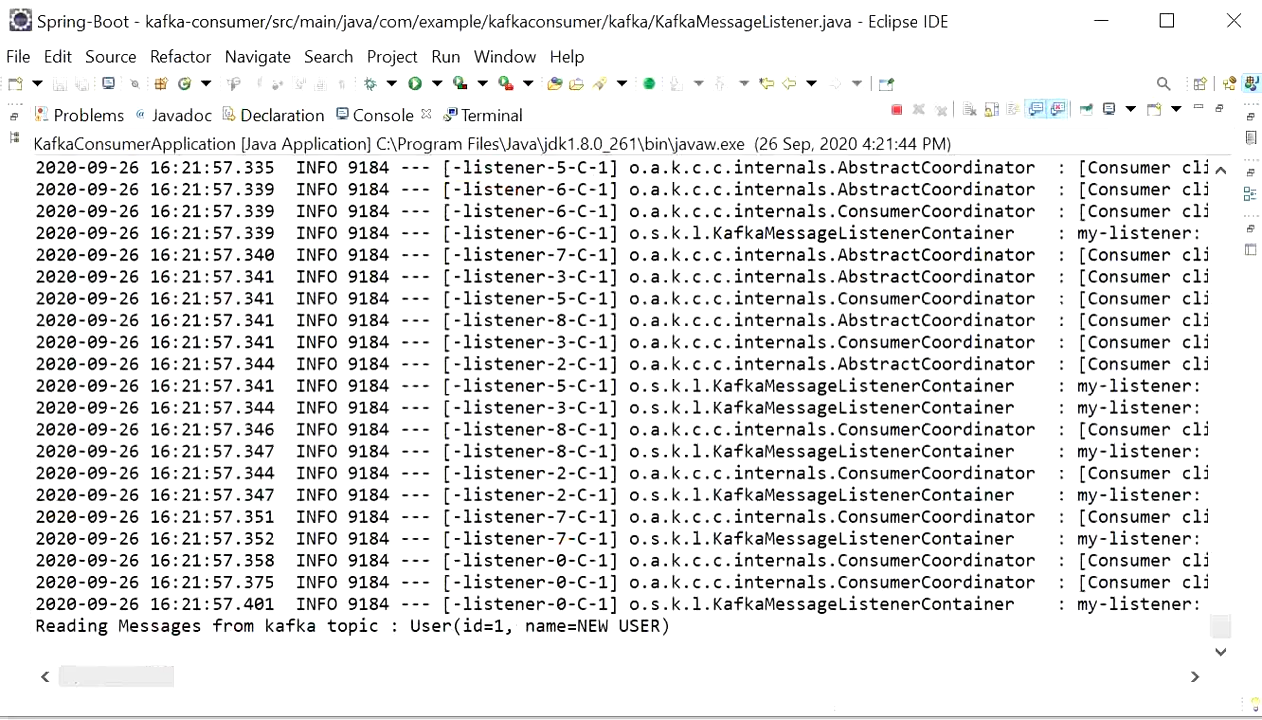 Spring-Boot - kafka-consumer/src/main/java/com/example/kafkaconsumer/kafka/KafkaMessageListener.java - Eclipse IDE
File Edit Source Refactor Navigate Search Project Run Window Help
Problems @ Javadoc Declaration Console Terminal
KafkaConsumerApplication [Java Application] C:\Program Files\Java\jdk1.8.0_261\bin\javaw.exe (26 Sep, 2020 4:21:44 PM)
2020-09-26 16:21:57.335  INFO 9184 --- [-listener-5-C-1] o.a.k.c.c.internals.AbstractCoordinator  : [Consumer cli
2020-09-26 16:21:57.339  INFO 9184 --- [-listener-6-C-1] o.a.k.c.c.internals.AbstractCoordinator  : [Consumer cli
2020-09-26 16:21:57.339  INFO 9184 --- [-listener-6-C-1] o.a.k.c.c.internals.ConsumerCoordinator  : [Consumer cli
2020-09-26 16:21:57.339  INFO 9184 --- [-listener-6-C-1] o.s.k.l.KafkaMessageListenerContainer    : my-listener:
2020-09-26 16:21:57.340  INFO 9184 --- [-listener-7-C-1] o.a.k.c.c.internals.AbstractCoordinator  : [Consumer cli
2020-09-26 16:21:57.341  INFO 9184 --- [-listener-3-C-1] o.a.k.c.c.internals.AbstractCoordinator  : [Consumer cli
2020-09-26 16:21:57.341  INFO 9184 --- [-listener-5-C-1] o.a.k.c.c.internals.ConsumerCoordinator  : [Consumer cli
2020-09-26 16:21:57.341  INFO 9184 --- [-listener-8-C-1] o.a.k.c.c.internals.AbstractCoordinator  : [Consumer cli
2020-09-26 16:21:57.341  INFO 9184 --- [-listener-3-C-1] o.a.k.c.c.internals.ConsumerCoordinator  : [Consumer cli
2020-09-26 16:21:57.344  INFO 9184 --- [-listener-2-C-1] o.a.k.c.c.internals.AbstractCoordinator  : [Consumer cli
2020-09-26 16:21:57.341  INFO 9184 --- [-listener-5-C-1] o.s.k.l.KafkaMessageListenerContainer    : my-listener:
2020-09-26 16:21:57.344  INFO 9184 --- [-listener-3-C-1] o.s.k.l.KafkaMessageListenerContainer    : my-listener:
2020-09-26 16:21:57.346  INFO 9184 --- [-listener-8-C-1] o.a.k.c.c.internals.ConsumerCoordinator  : [Consumer cli
2020-09-26 16:21:57.347  INFO 9184 --- [-listener-8-C-1] o.s.k.l.KafkaMessageListenerContainer    : my-listener:
2020-09-26 16:21:57.344  INFO 9184 --- [-listener-2-C-1] o.a.k.c.c.internals.ConsumerCoordinator  : [Consumer cli
2020-09-26 16:21:57.347  INFO 9184 --- [-listener-2-C-1] o.s.k.l.KafkaMessageListenerContainer    : my-listener:
2020-09-26 16:21:57.351  INFO 9184 --- [-listener-7-C-1] o.a.k.c.c.internals.ConsumerCoordinator  : [Consumer cli
2020-09-26 16:21:57.352  INFO 9184 --- [-listener-7-C-1] o.s.k.l.KafkaMessageListenerContainer    : my-listener:
2020-09-26 16:21:57.358  INFO 9184 --- [-listener-0-C-1] o.a.k.c.c.internals.ConsumerCoordinator  : [Consumer cli
2020-09-26 16:21:57.375  INFO 9184 --- [-listener-0-C-1] o.a.k.c.c.internals.ConsumerCoordinator  : [Consumer cli
2020-09-26 16:21:57.401  INFO 9184 --- [-listener-0-C-1] o.s.k.l.KafkaMessageListenerContainer    : my-listener:
Reading Messages from kafka topic : User(id=1, name=NEW USER)